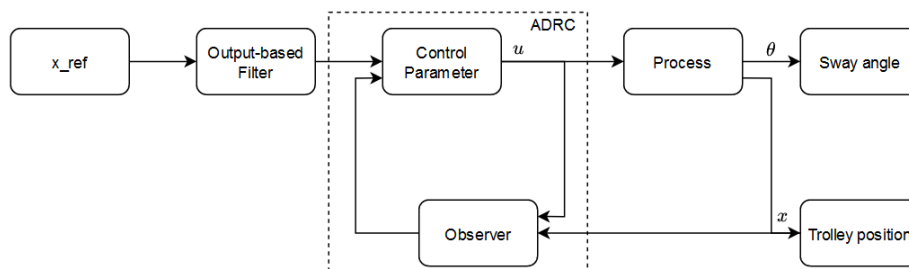 ADRC
x_ref
Output-based
Filter
Control
Parameter
u
Process
θ
Sway angle
Observer
x
Trolley position